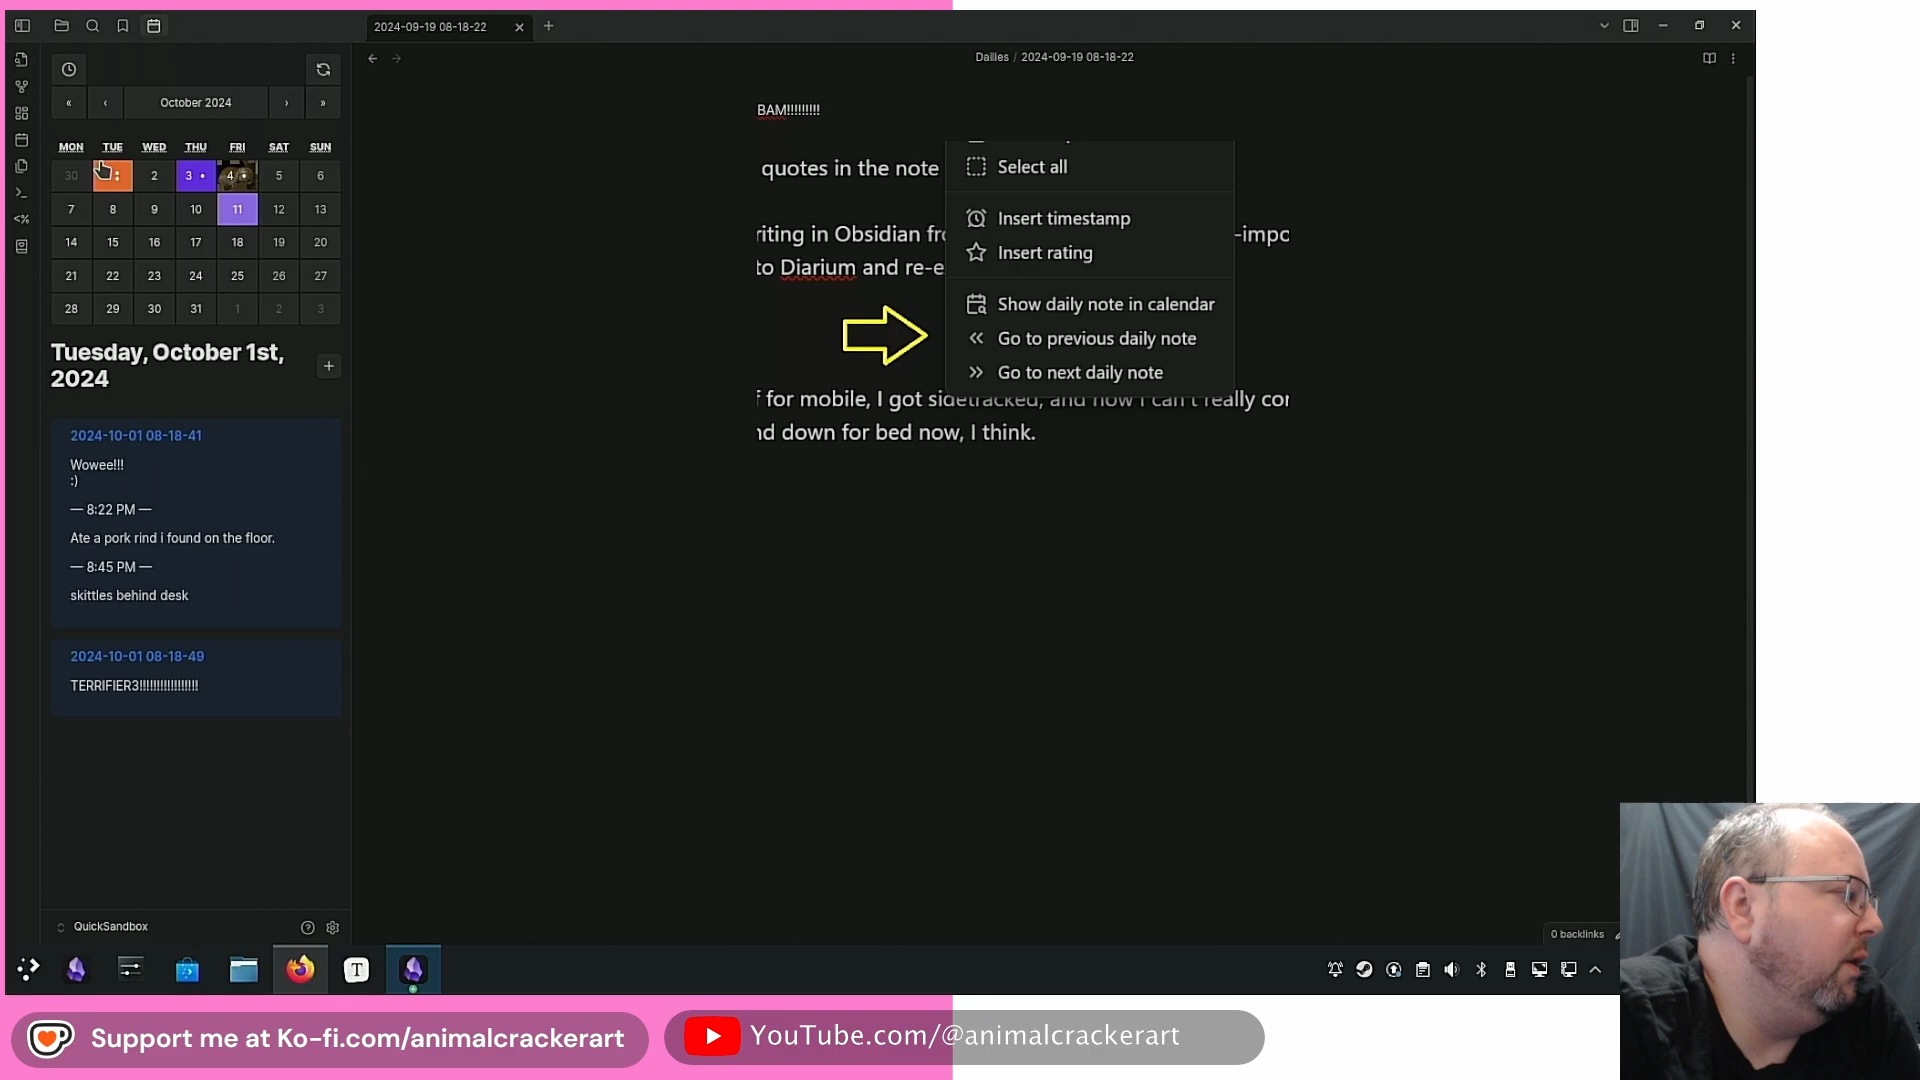 2024-09-19 08-18-22
Dailies / 2024-09-19 08-18-22
October 2024
MON TUE WED THU FRI SAT SUN
30 2 3 4 5 6
7 8 9 10 11 12 13
14 15 16 17 18 19 20
21 22 23 24 25 26 27
28 29 30 31 1 2 3
Tuesday, October 1st,
2024
2024-10-01 08-18-41
Wowee!!!
:)
— 8:22 PM —
Ate a pork rind i found on the floor.
— 8:45 PM —
skittles behind desk
2024-10-01 08-18-49
TERRIFIER3!!!!!!!!!!!!!!!!!
QuickSandbox
BAM!!!!!!!!!
quotes in the note
riting in Obsidian fro
-impo
to Diarium and re-e
Select all
Insert timestamp
Insert rating
Show daily note in calendar
Go to previous daily note
Go to next daily note
for mobile, I got sidetracked, and now I can't really cor
nd down for bed now, I think.
0 backlinks
T
Support me at Ko-fi.com/animalcrackerart
YouTube.com/@animalcrackerart